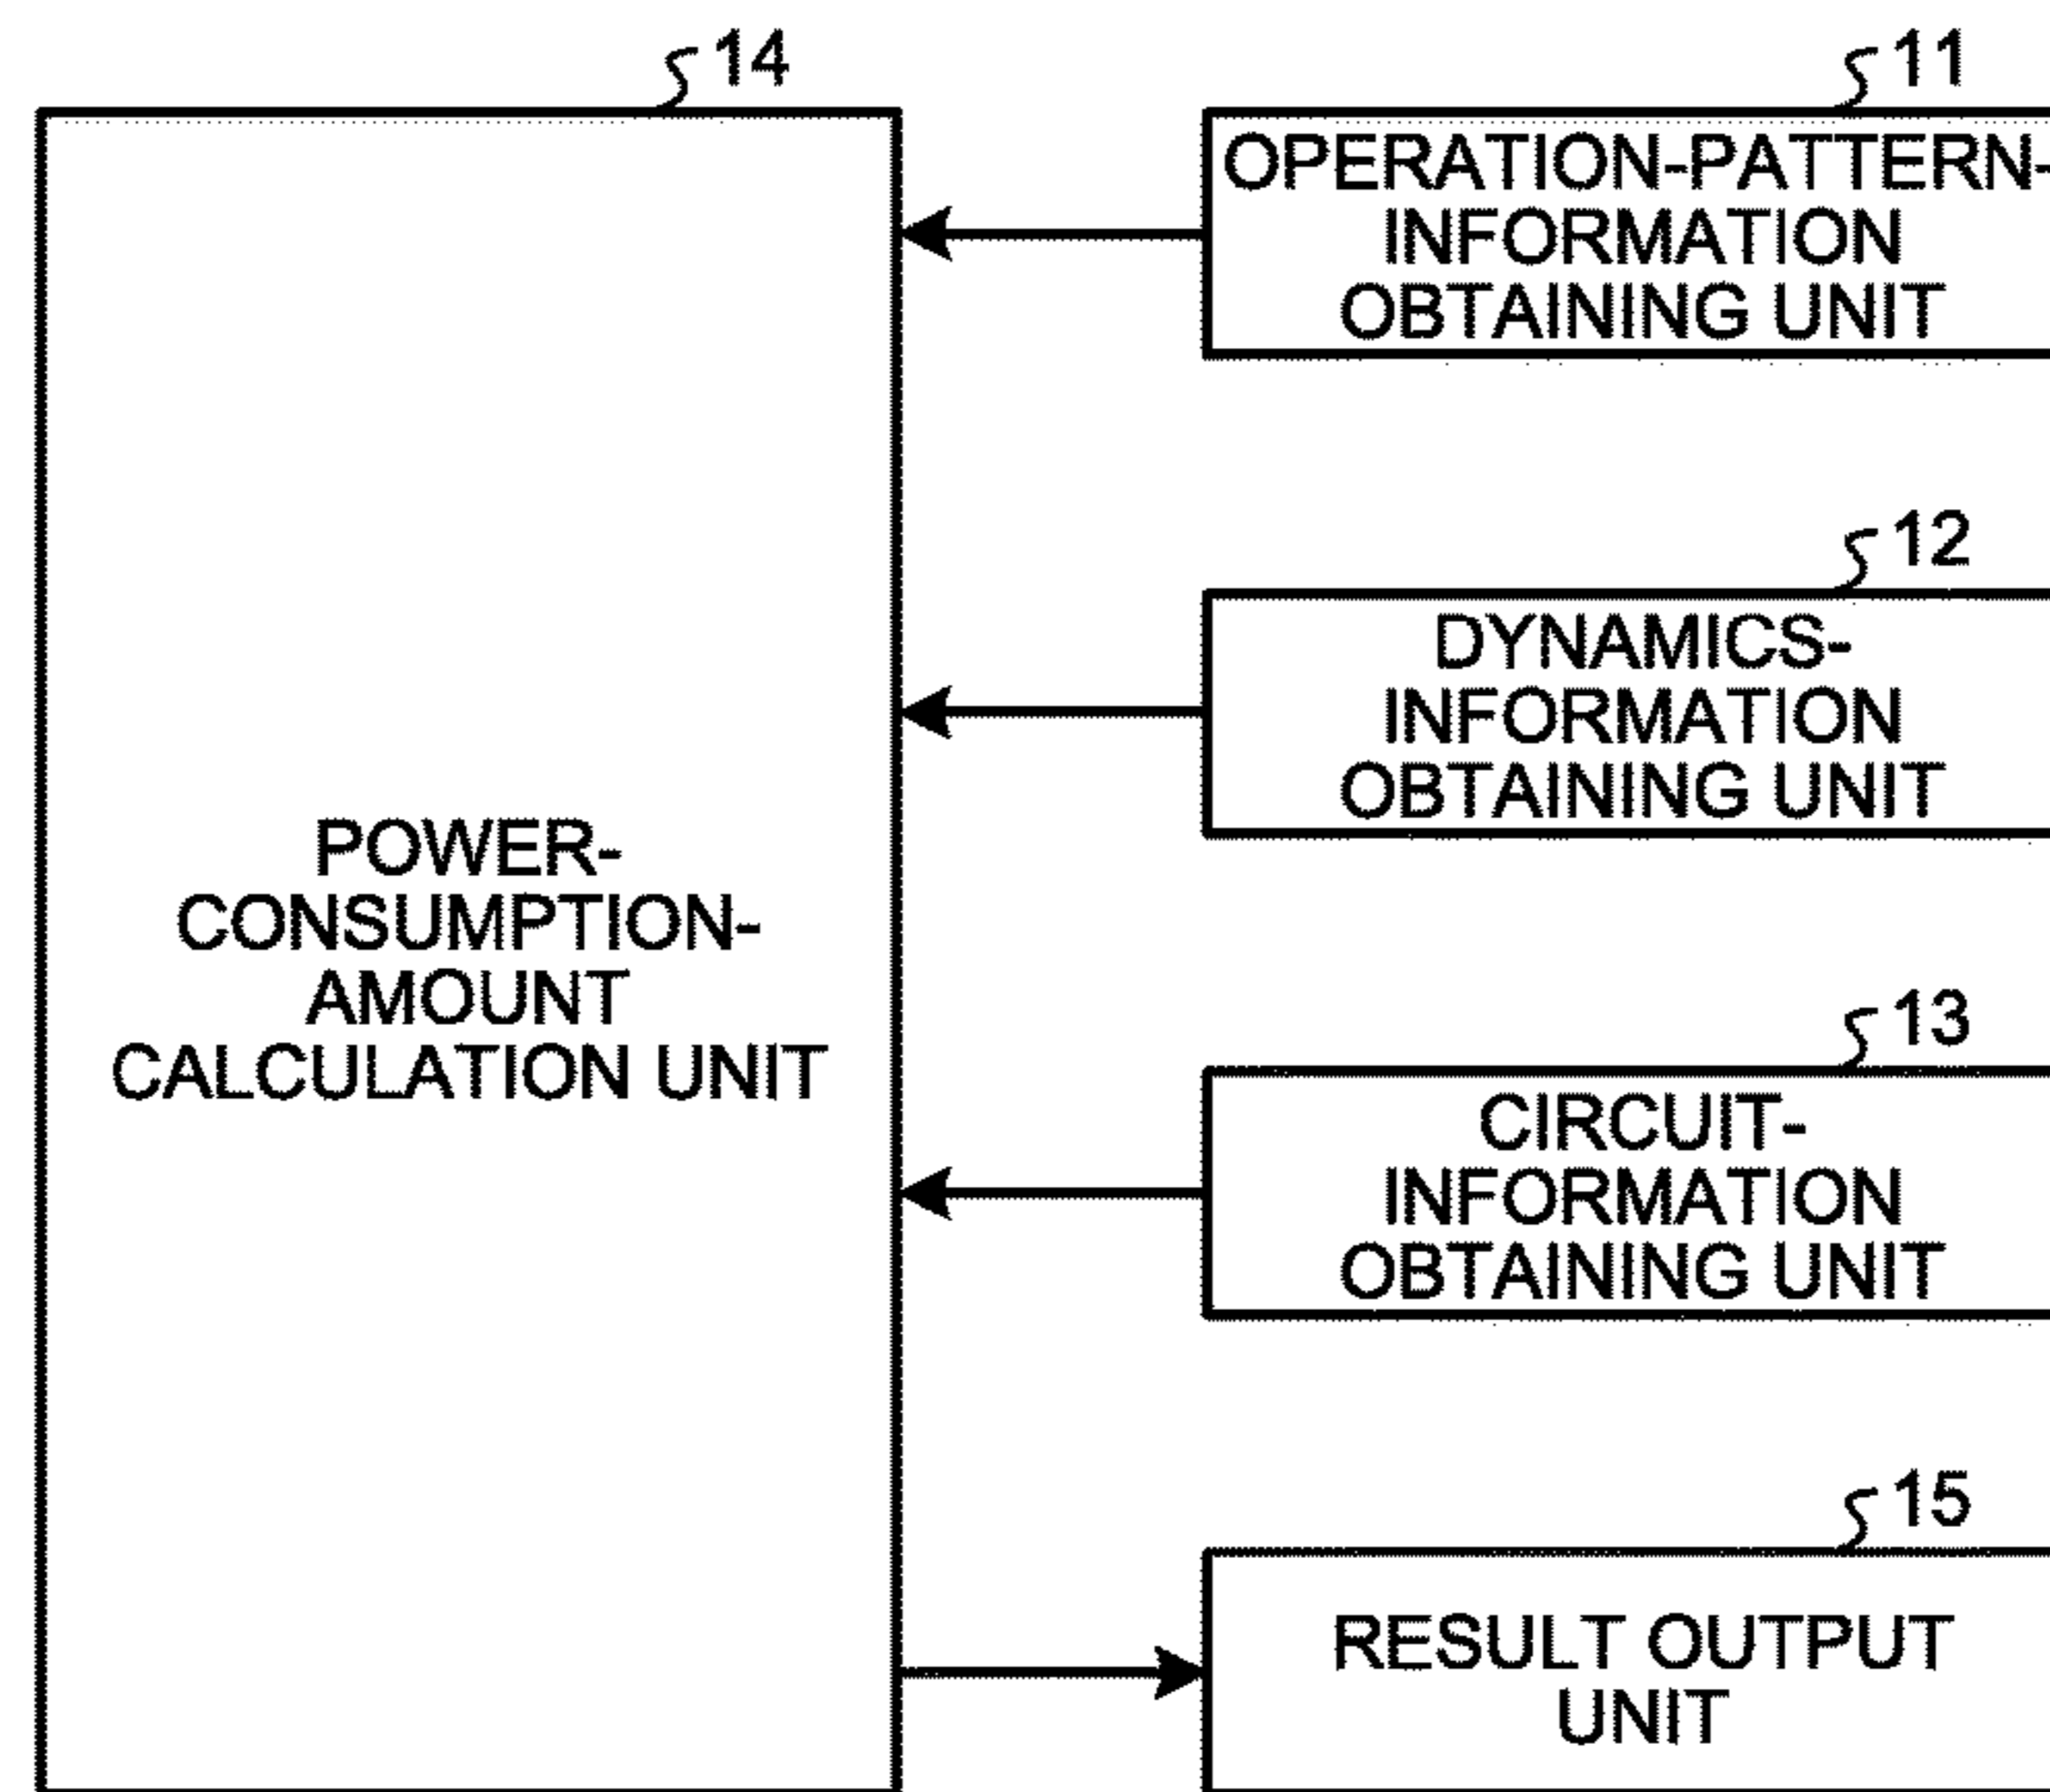 14
POWER-
CONSUMPTION-
AMOUNT
CALCULATION UNIT
11
OPERATION-PATTERN-
INFORMATION
OBTAINING UNIT
12
DYNAMICS-
INFORMATION
OBTAINING UNIT
13
CIRCUIT-
INFORMATION
OBTAINING UNIT
15
RESULT OUTPUT
UNIT